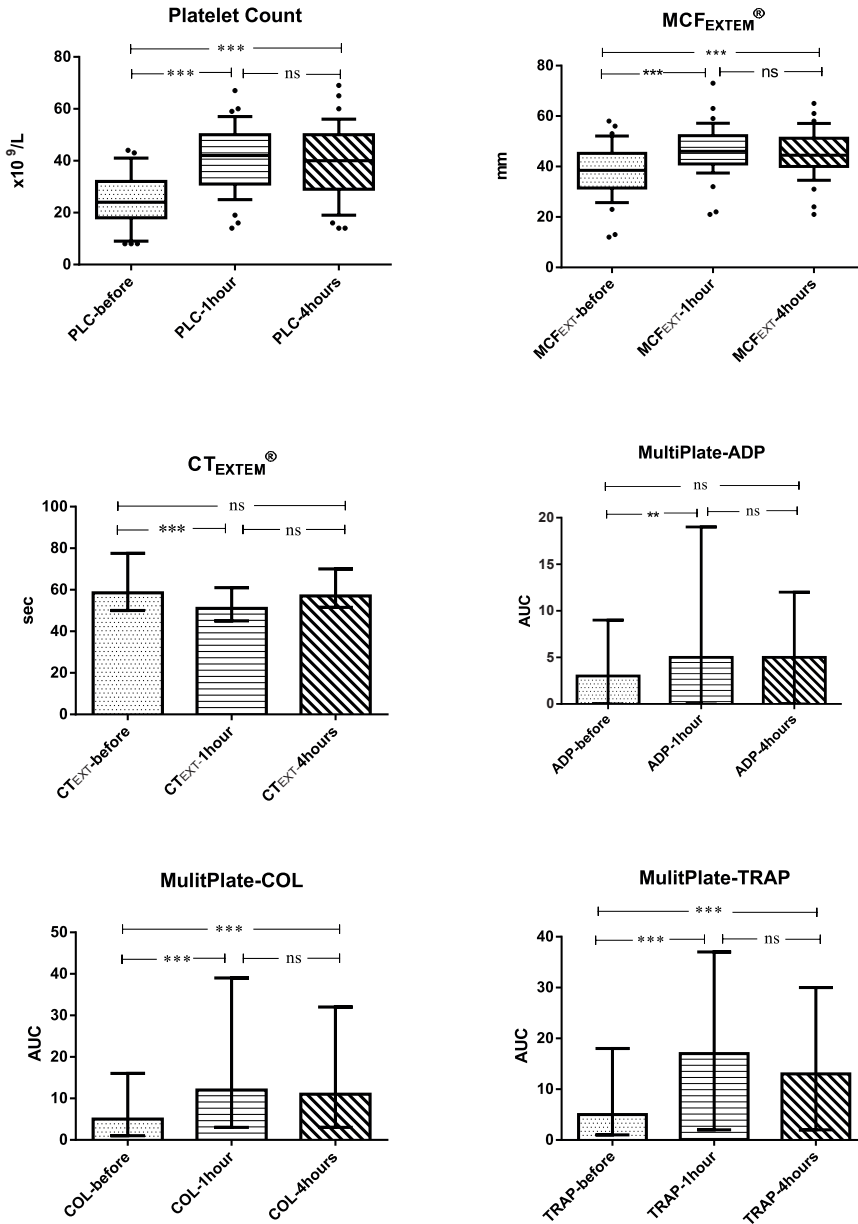 Platelet Count
***
*** ns
x10 9/L
80
60
40
20
0
PLC-before
PLC-1hour
PLC-4hours
MCFEXTEM®
***
*** ns
mm
80
60
40
20
0
MCFEXT-before
MCFEXT-1hour
MCFEXT-4hours
CTEXTEM®
ns
*** ns
sec
100
80
60
40
20
0
CTEXT-before
CTEXT-1hour
CTEXT-4hours
MultiPlate-ADP
ns
** ns
AUC
20
15
10
5
0
ADP-before
ADP-1hour
ADP-4hours
MulitPlate-COL
***
*** ns
AUC
50
40
30
20
10
0
COL-before
COL-1hour
COL-4hours
MulitPlate-TRAP
***
*** ns
AUC
40
30
20
10
0
TRAP-before
TRAP-1hour
TRAP-4hours